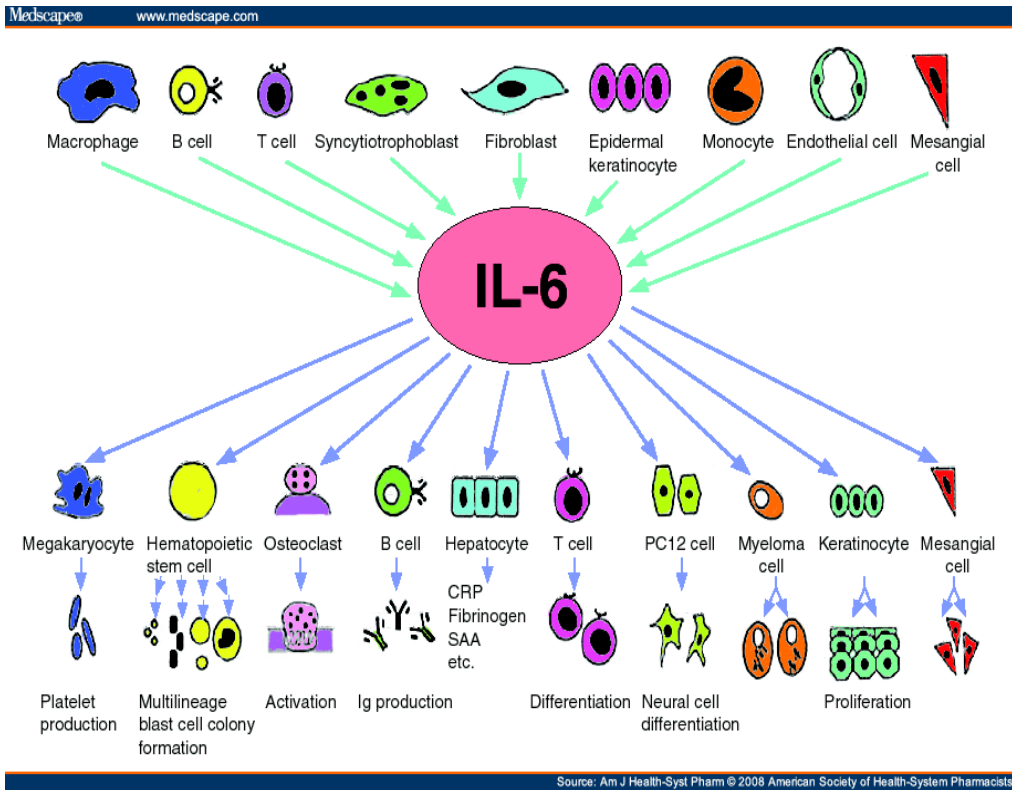 Medscape® www.medscape.com
Macrophage B cell T cell Syncytiotrophoblast Fibroblast Epidermal Monocyte Endothelial cell Mesangial
keratinocyte cell
IL-6
Megakaryocyte Hematopoietic Osteoclast B cell Hepatocyte T cell PC12 cell Myeloma Keratinocyte Mesangial
stem cell cell cell
CRP
Fibrinogen
SAA
etc.
Platelet Multilineage Activation Ig production Differentiation Neural cell Proliferation
production blast cell colony differentiation
formation
Source: Am J Health-Syst Pharm © 2008 American Society of Health-System Pharmacists